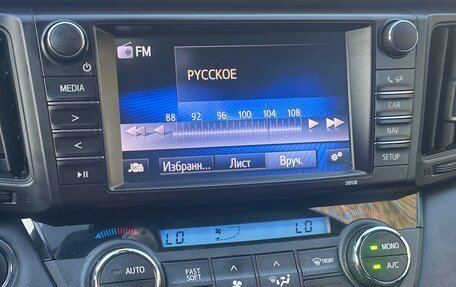 FM
РУССКОЕ
88 92 96 100 104 108
MEDIA
>
<
CAR
NAV
SETUP
Избранн... Лист Вруч.
LO LO
AUTO
FAST SOFT
FRONT
MONO
A/C